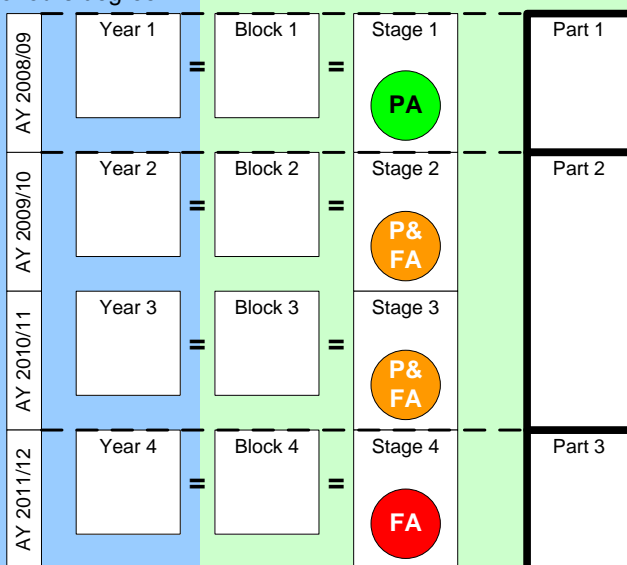 AY 2008/09
Year 1
=
Block 1
=
Stage 1
PA
Part 1
AY 2009/10
Year 2
=
Block 2
=
Stage 2
P&
FA
Part 2
AY 2010/11
Year 3
=
Block 3
=
Stage 3
P&
FA
AY 2011/12
Year 4
=
Block 4
=
Stage 4
FA
Part 3